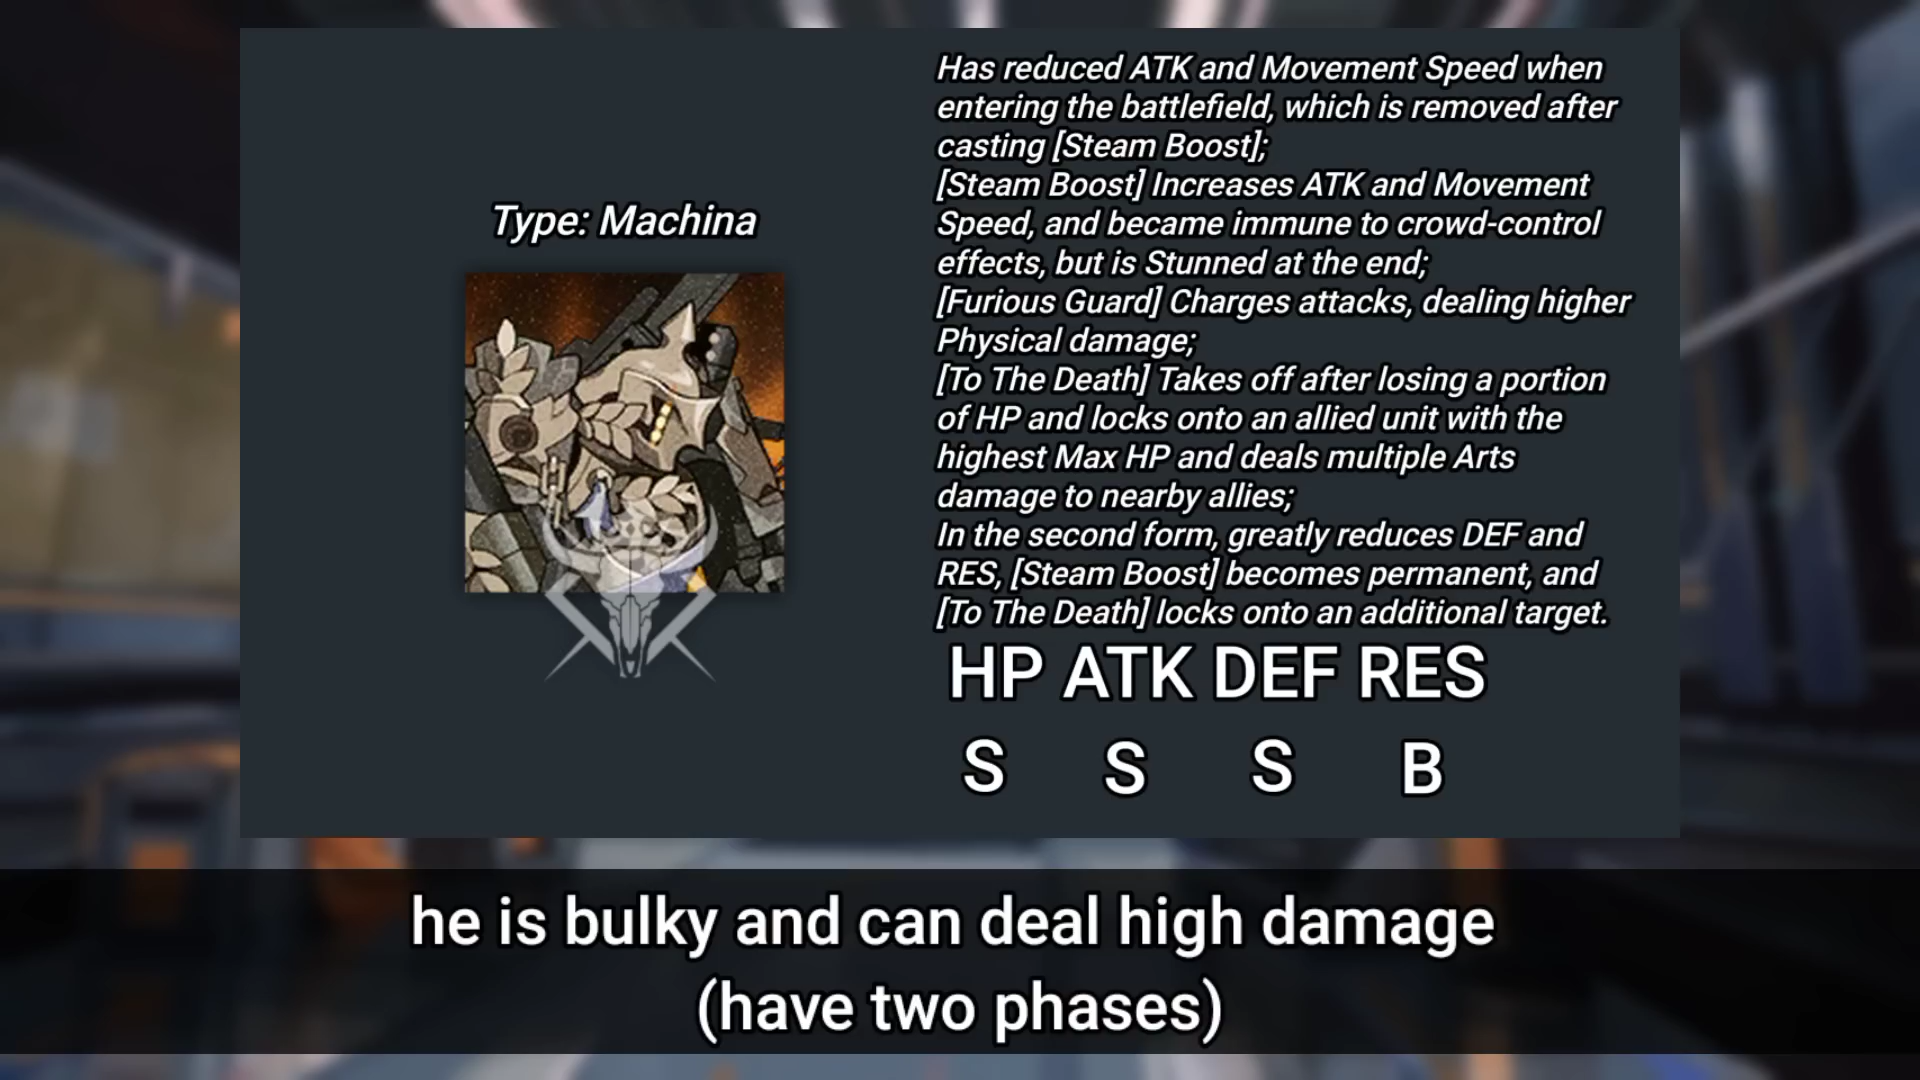 Type: Machina
Has reduced ATK and Movement Speed when
entering the battlefield, which is removed after
casting [Steam Boost];
[Steam Boost] Increases ATK and Movement
Speed, and became immune to crowd-control
effects, but is Stunned at the end;
[Furious Guard] Charges attacks, dealing higher
Physical damage;
[To The Death] Takes off after losing a portion
of HP and locks onto an allied unit with the
highest Max HP and deals multiple Arts
damage to nearby allies;
In the second form, greatly reduces DEF and
RES, [Steam Boost] becomes permanent, and
[To The Death] locks onto an additional target.
HP ATK DEF RES
S S S B
he is bulky and can deal high damage
(have two phases)